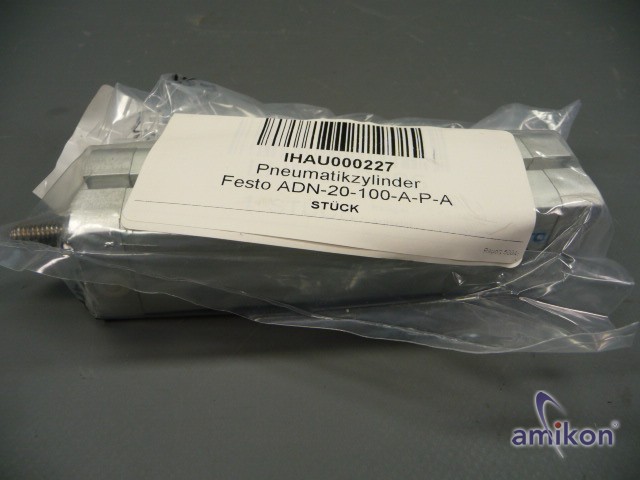 IHAU000227
Pneumatikzylinder
Festo ADN-20-100-A-P-A
STÜCK
amikon